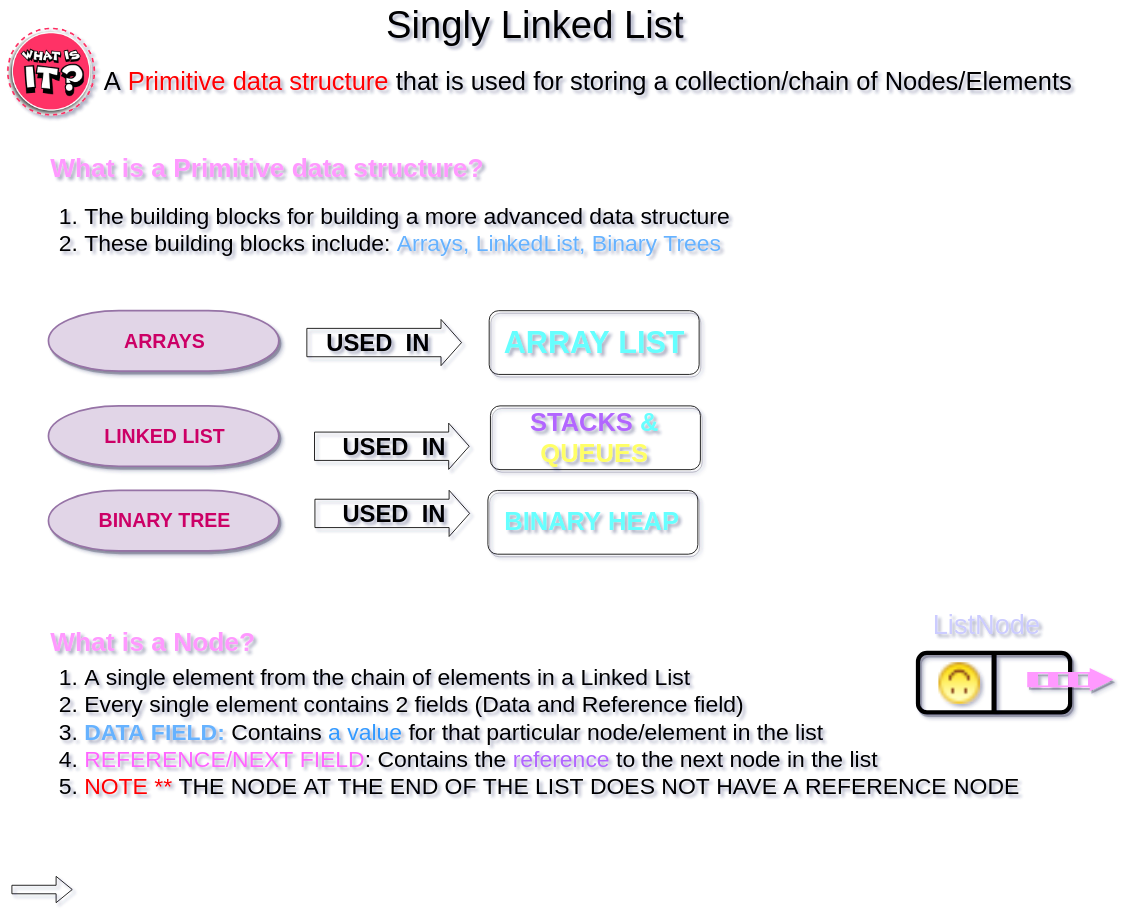 Singly Linked List
WHAT IS
IT?
A Primitive data structure that is used for storing a collection/chain of Nodes/Elements
What is a Primitive data structure?
1. The building blocks for building a more advanced data structure
2. These building blocks include: Arrays, LinkedList, Binary Trees
ARRAYS USED IN ARRAY LIST
LINKED LIST USED IN STACKS &
QUEUES
BINARY TREE USED IN BINARY HEAP
ListNode
What is a Node?
1. A single element from the chain of elements in a Linked List
2. Every single element contains 2 fields (Data and Reference field)
3. DATA FIELD: Contains a value for that particular node/element in the list
4. REFERENCE/NEXT FIELD: Contains the reference to the next node in the list
5. NOTE ** THE NODE AT THE END OF THE LIST DOES NOT HAVE A REFERENCE NODE